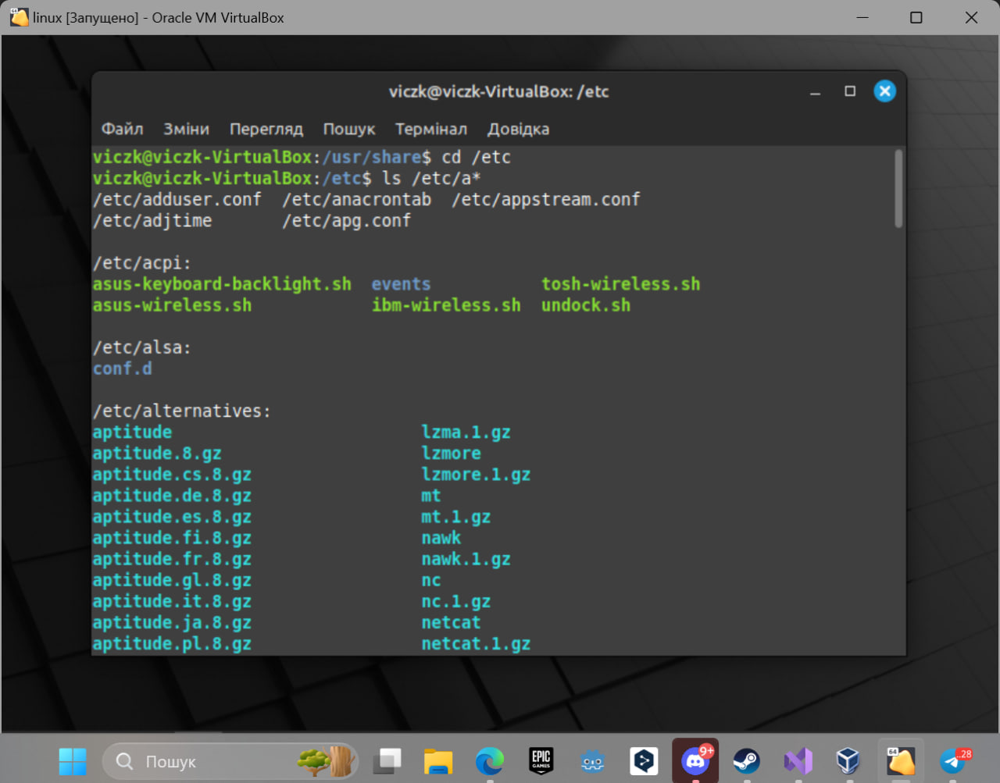 64
linux [Запущено] - Oracle VM VirtualBox
viczk@viczk-VirtualBox: /etc
Файл Зміни Перегляд Пошук Термінал Довідка
viczk@viczk-VirtualBox:/usr/share$ cd /etc
viczk@viczk-VirtualBox:/etc$ ls /etc/a*
/etc/adduser.conf /etc/anacrontab /etc/appstream.conf
/etc/adjtime /etc/apg.conf
/etc/acpi:
asus-keyboard-backlight.sh events tosh-wireless.sh
asus-wireless.sh ibm-wireless.sh undock.sh
/etc/alsa:
conf.d
/etc/alternatives:
aptitude lzma.1.gz
aptitude.8.gz lzmore
aptitude.cs.8.gz lzmore.1.gz
aptitude.de.8.gz mt
aptitude.es.8.gz mt.1.gz
aptitude.fi.8.gz nawk
aptitude.fr.8.gz nawk.1.gz
aptitude.gl.8.gz nc
aptitude.it.8.gz nc.1.gz
aptitude.ja.8.gz netcat
aptitude.pl.8.gz netcat.1.gz
Пошук EPIC GAMES 9+ 64 ..28